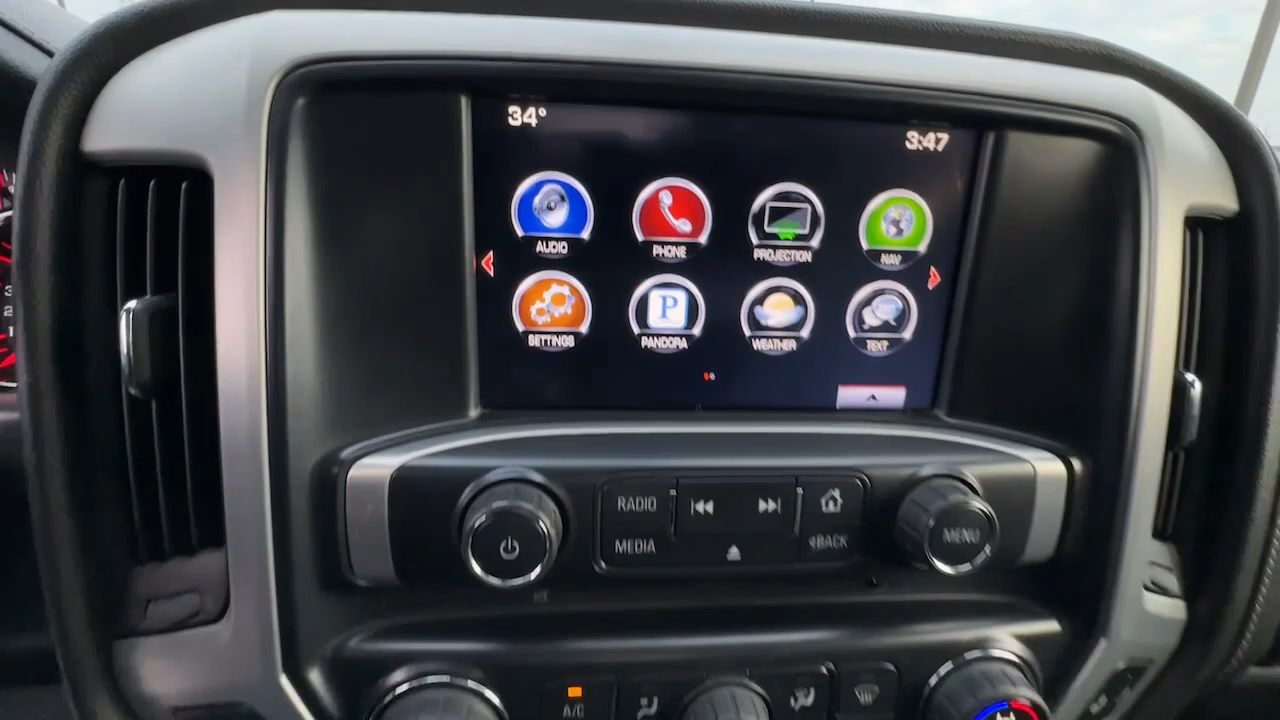 34°
3:47
AUDIO
PHONE
PROJECTION
NAV
SETTINGS
P
PANDORA
WEATHER
TEXT
RADIO
MEDIA
BACK
MENU
A/C